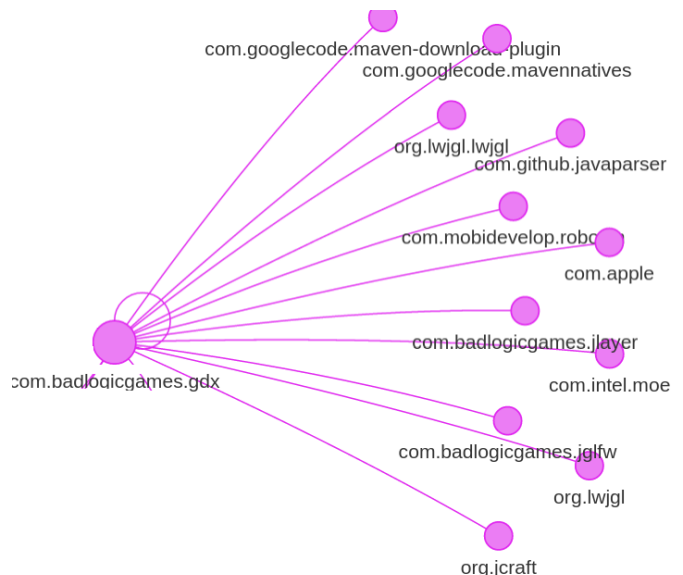 com.googlecode.maven-download-plugin
com.googlecode.mavennatives
org.lwjgl.lwjgl
com.github.javaparser
com.apple
com.badlogicgames.jlayer
com.badlogicgames.gdx
com.intel.moe
com.badlogicgames.jglfw
org.lwjgl
org.jcraft